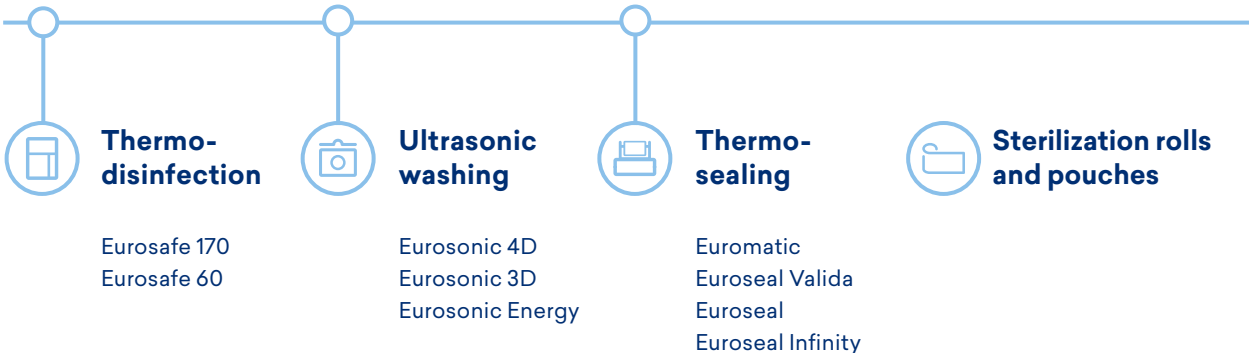 Thermo-
disinfection
Eurosafe 170
Eurosafe 60
Ultrasonic
washing
Eurosonic 4D
Eurosonic 3D
Eurosonic Energy
Thermo-
sealing
Euromatic
Euroseal Valida
Euroseal
Euroseal Infinity
Sterilization rolls
and pouches